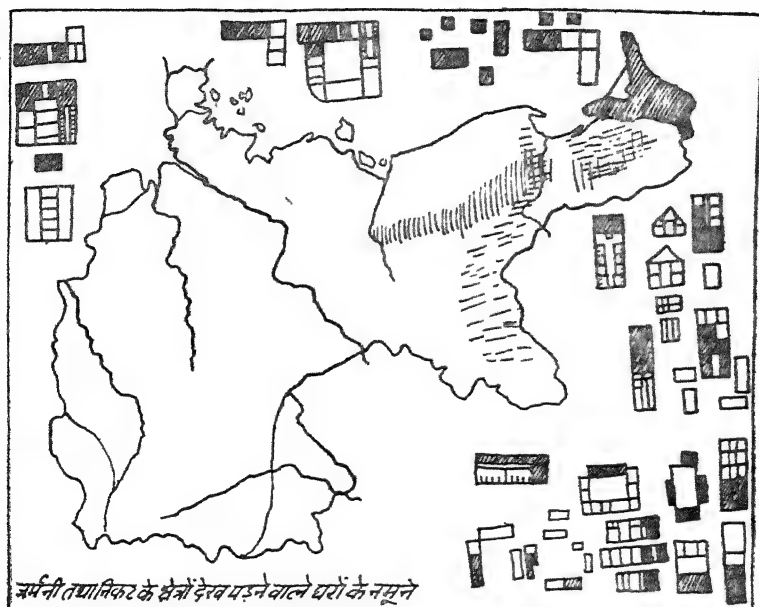 जर्मनी तथा निकट के क्षेत्रों देख पड़ने वाले घरों के नमूने